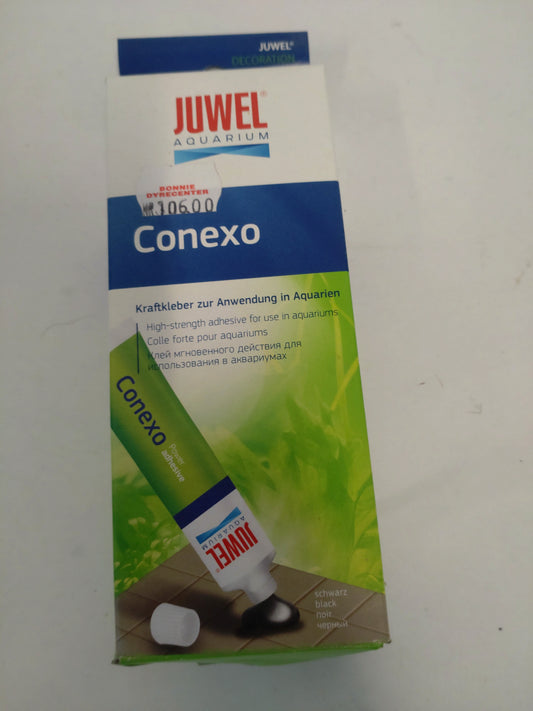 JUWEL®
DECORATION
JUWEL®
AQUARIUM
BONNIE
DYRECENTER
10600
Conexo
Kraftkleber zur Anwendung in Aquarien
High-strength adhesive for use in aquariums
Colle forte pour aquariums
Клей мгновенного действия для
использования в аквариумах
Conexo
Power
adhesive
JUWEL®
AQUARIUM
schwarz
black
noir
черный